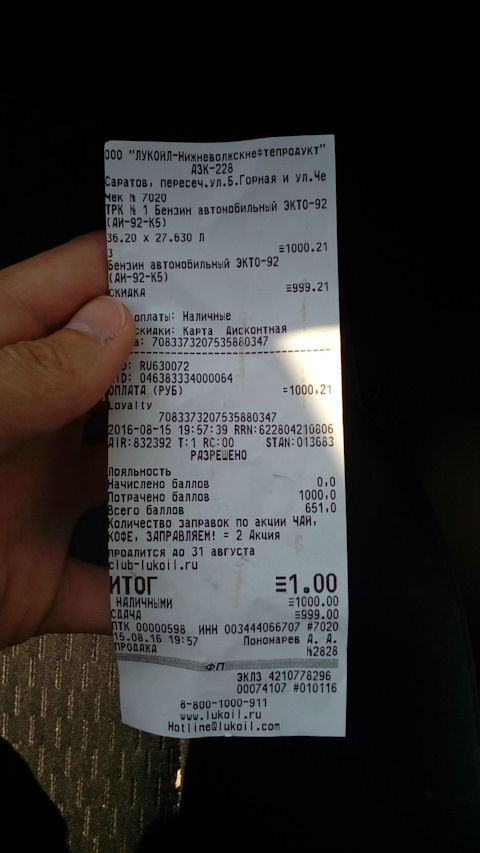 ООО "ЛУКОЙЛ-Нижневолжскнефтепродукт"
АЗК-228
Саратов, пересеч.ул.Б.Горная и ул.Че
Чек № 7020
ТРК № 1 Бензин автомобильный ЭКТО-92
(АИ-92-К5)
36.20 x 27.630 Л
3 ≡1000.21
Бензин автомобильный ЭКТО-92
(АИ-92-К5)
СКИДКА ≡999.21
оплаты: Наличные
скидки: Карта Дисконтная
а: 7083373207535880347
: RU630072
ID: 046383334000064
ОПЛАТА (РУБ) =1000,21
Loyalty
7083373207535880347
2016-08-15 19:57:39 RRN:622804210806
AIR:832392 T:1 RC:00 STAN:013683
РАЗРЕШЕНО
Лояльность
Начислено баллов 0,0
Потрачено баллов 1000,0
Всего баллов 651,0
Количество заправок по акции ЧАЙ,
КОФЕ, ЗАПРАВЛЯЕМ! = 2 Акция
продлится до 31 августа
club-lukoil.ru
ИТОГ ≡1.00
НАЛИЧНЫМИ ≡1000.00
СДАЧА ≡999.00
ПТК 00000598 ИНН 003444066707 #7020
15.08.16 19:57 Пономарев А. А.
ПРОДАЖА №2828
ФП
ЭКЛЗ 4210778296
00074107 #010116
8-800-1000-911
www.lukoil.ru
Hotline@lukoil.com